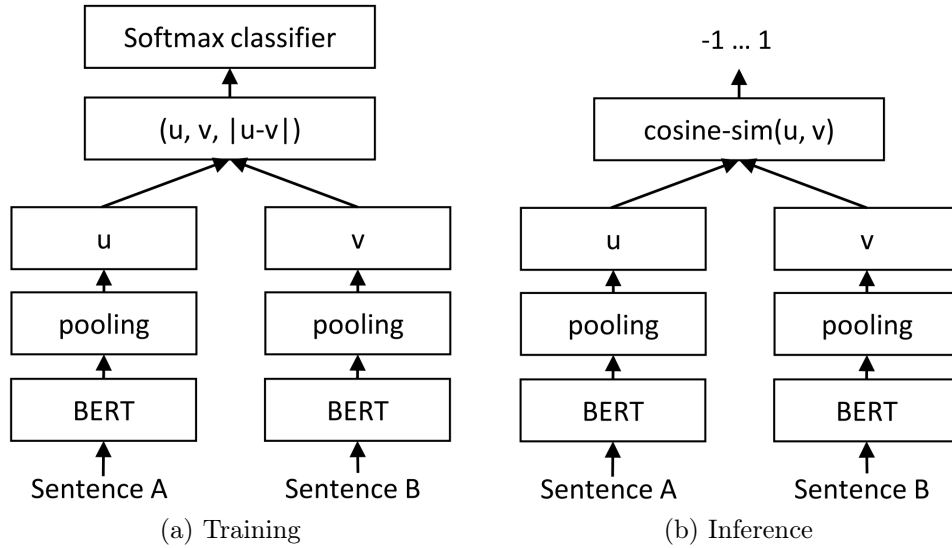 Softmax classifier
(u, v, |u-v|)
u
v
pooling
pooling
BERT
BERT
Sentence A
Sentence B
(a) Training
-1 … 1
cosine-sim(u, v)
u
v
pooling
pooling
BERT
BERT
Sentence A
Sentence B
(b) Inference